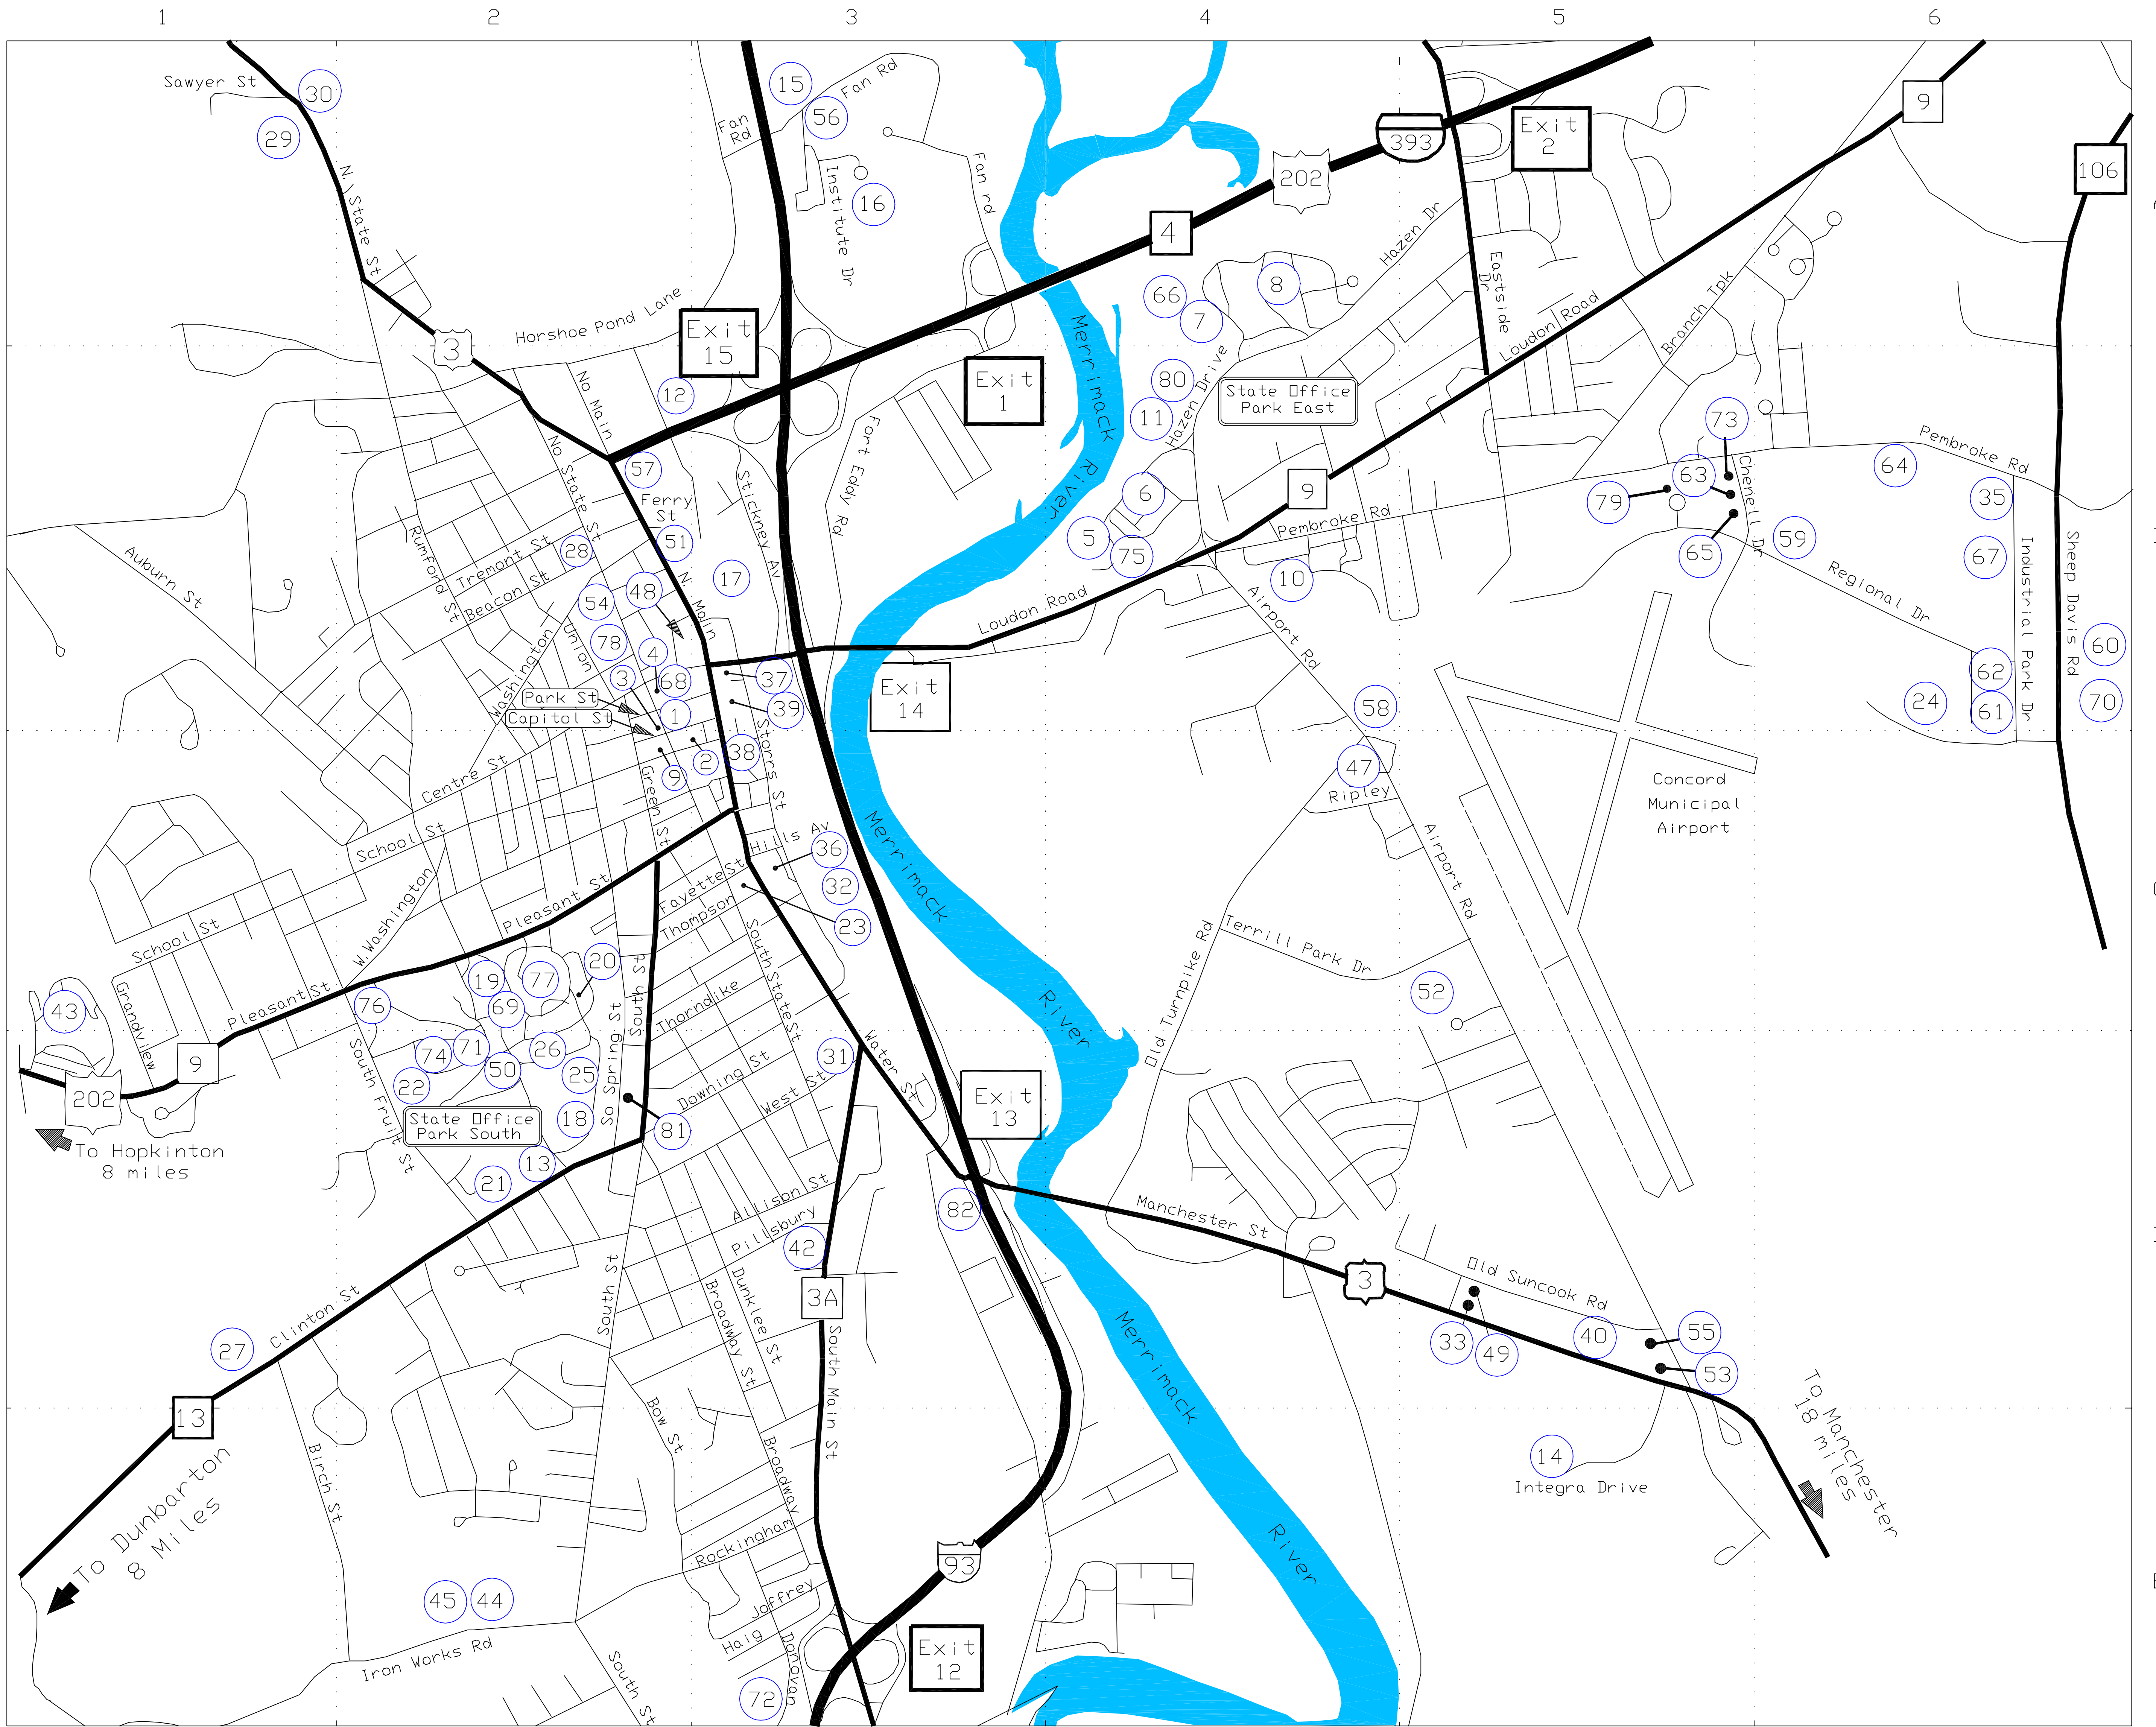 1
2
3
4
5
6
Sawyer St
30
29
15
56
Fan Rd
Fan
Rd
Fan rd
Institute Dr
16
N. State St
393
Exit
2
202
4
9
106
Hazen Dr
Eastside
Dr
66
7
8
Horshoe Pond Lane
Exit
15
3
Loudon Road
Branch Tpk
Merrimack
River
Exit
1
80
11
Hazen Drive
State Office
Park East
12
No Main
No State St
57
Ferry
St
51
Stickney Av
Fort Eddy Rd
73
63
79
65
Chenell Dr
64
Pembroke Rd
35
6
5
75
9
Pembroke Rd
59
67
Industrial Park Dr
Sheep Davis Rd
Regional Dr
10
Auburn St
Rumford St
Tremont St
Beacon St
28
54
48
17
N. Main
Loudon Road
Airport Rd
78
Union
Washington
4
3
68
37
39
Park St
Capitol St
1
2
38
9
Storrs St
Exit
14
58
47
Ripley
60
62
24
61
70
Concord
Municipal
Airport
Centre St
School St
Green St
Hills Av
36
32
23
Fayette St
Thompson
Merrimack
Airport Rd
W.Washington
Pleasant St
School St
Grandview
Pleasant St
43
76
19
77
20
69
South St
Thorndike
South State St
Terrill Park Dr
Old Turnpike Rd
52
River
9
202
To Hopkinton
8 miles
South Fruit St
74
71
26
22
50
25
18
So Spring St
State Office
Park South
81
Downing St
West St
31
Water St
Exit
13
13
21
Allison St
Pillsbury
42
82
Manchester St
3
Old Suncook Rd
33
49
40
55
53
3A
Dunklee St
Broadway St
South St
Clinton St
27
13
South Main St
Merrimack
To Manchester
18 miles
Bow St
Broadway
Birch St
14
Integra Drive
To Dunbarton
8 Miles
Rockingham
93
River
45
44
Joffrey
Haig
Donovan
Iron Works Rd
South St
72
Exit
12